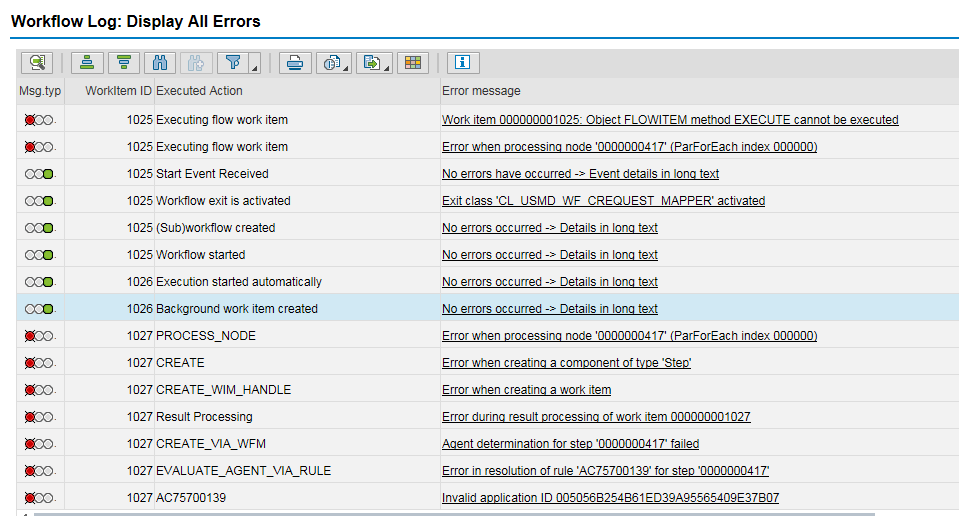 Workflow Log: Display All Errors
Msg.typ WorkItem ID Executed Action Error message
1025 Executing flow work item Work item 000000001025: Object FLOWITEM method EXECUTE cannot be executed
1025 Executing flow work item Error when processing node '0000000417' (ParForEach index 000000)
1025 Start Event Received No errors have occurred -> Event details in long text
1025 Workflow exit is activated Exit class 'CL_USMD_WF_CREQUEST_MAPPER' activated
1025 (Sub)workflow created No errors occurred -> Details in long text
1025 Workflow started No errors occurred -> Details in long text
1026 Execution started automatically No errors occurred -> Details in long text
1026 Background work item created No errors occurred -> Details in long text
1027 PROCESS_NODE Error when processing node '0000000417' (ParForEach index 000000)
1027 CREATE Error when creating a component of type 'Step'
1027 CREATE_WIM_HANDLE Error when creating a work item
1027 Result Processing Error during result processing of work item 000000001027
1027 CREATE_VIA_WFM Agent determination for step '0000000417' failed
1027 EVALUATE_AGENT_VIA_RULE Error in resolution of rule 'AC75700139' for step '0000000417'
1027 AC75700139 Invalid application ID 005056B254B61ED39A95565409E37B07